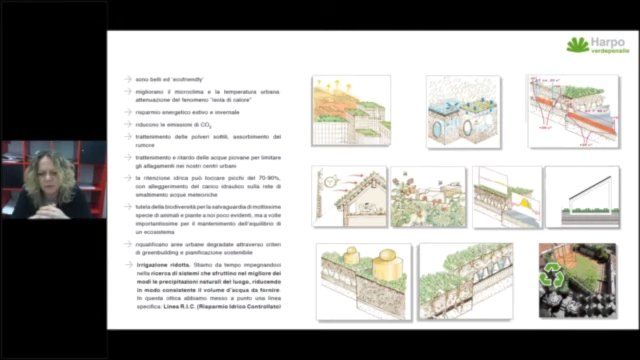 Harpo
verdepensile
sono belli ed 'ecofriendly'
migliorano il microclima e la temperatura urbana:
attenuazione del fenomeno "isola di calore"
risparmio energetico estivo e invernale
riducono le emissioni di CO2
trattenimento delle polveri sottili, assorbimento del
rumore
trattenimento e ritardo delle acque piovane per limitare
gli allagamenti nei nostri centri urbani
la ritenzione idrica può toccare picchi del 70-90%,
con alleggerimento del carico idraulico sulla rete di
smaltimento acque meteoriche
tutela della biodiversità per la salvaguardia di moltissime
specie di animali e piante a noi poco evidenti, ma a volte
importantissime per il mantenimento dell'equilibrio di
un ecosistema
riqualificano aree urbane degradate attraverso criteri
di greenbuilding e pianificazione sostenibile
irrigazione ridotta. Stiamo da tempo impegnandoci
nella ricerca di sistemi che sfruttino nel migliore dei
modi le precipitazioni naturali del luogo, riducendo
in modo consistente il volume d'acqua da fornire.
In questa ottica abbiamo messo a punto una linea
specifica: Linea R.I.C. (Risparmio Idrico Controllato)